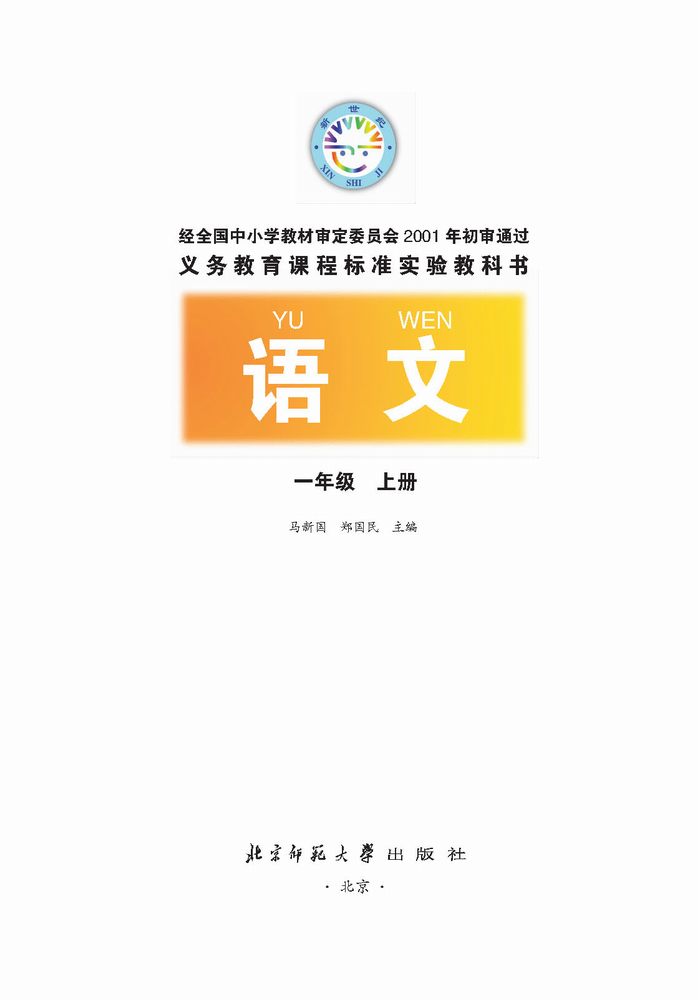 新世纪
XIN SHI JI
经全国中小学教材审定委员会 2001 年初审通过
义务教育课程标准实验教科书
YU WEN
语文
一年级 上册
马新国 郑国民 主编
北京师范大学出版社
· 北京 ·